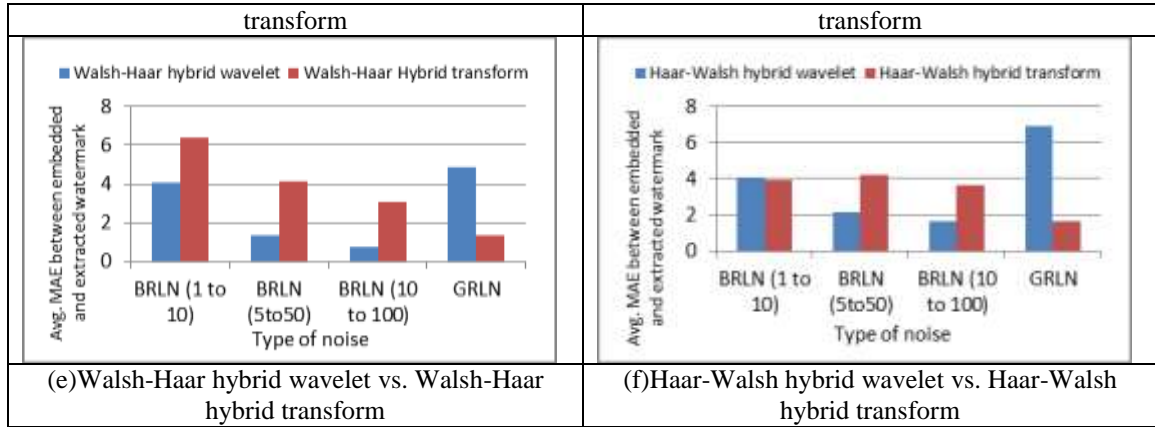 transform
transform
Walsh-Haar hybrid wavelet
Walsh-Haar Hybrid transform
Avg. MAE between embedded
and extracted watermark
8
6
4
2
0
BRLN (1 to
10)
BRLN
(5to50)
BRLN (10
to 100)
GRLN
Type of noise
Haar-Walsh hybrid wavelet
Haar-Walsh hybrid transform
Avg. MAE between embedded
and extracted watermark
8
6
4
2
0
BRLN (1 to
10)
BRLN
(5to50)
BRLN (10
to 100)
GRLN
Type of noise
(e)Walsh-Haar hybrid wavelet vs. Walsh-Haar
hybrid transform
(f)Haar-Walsh hybrid wavelet vs. Haar-Walsh
hybrid transform